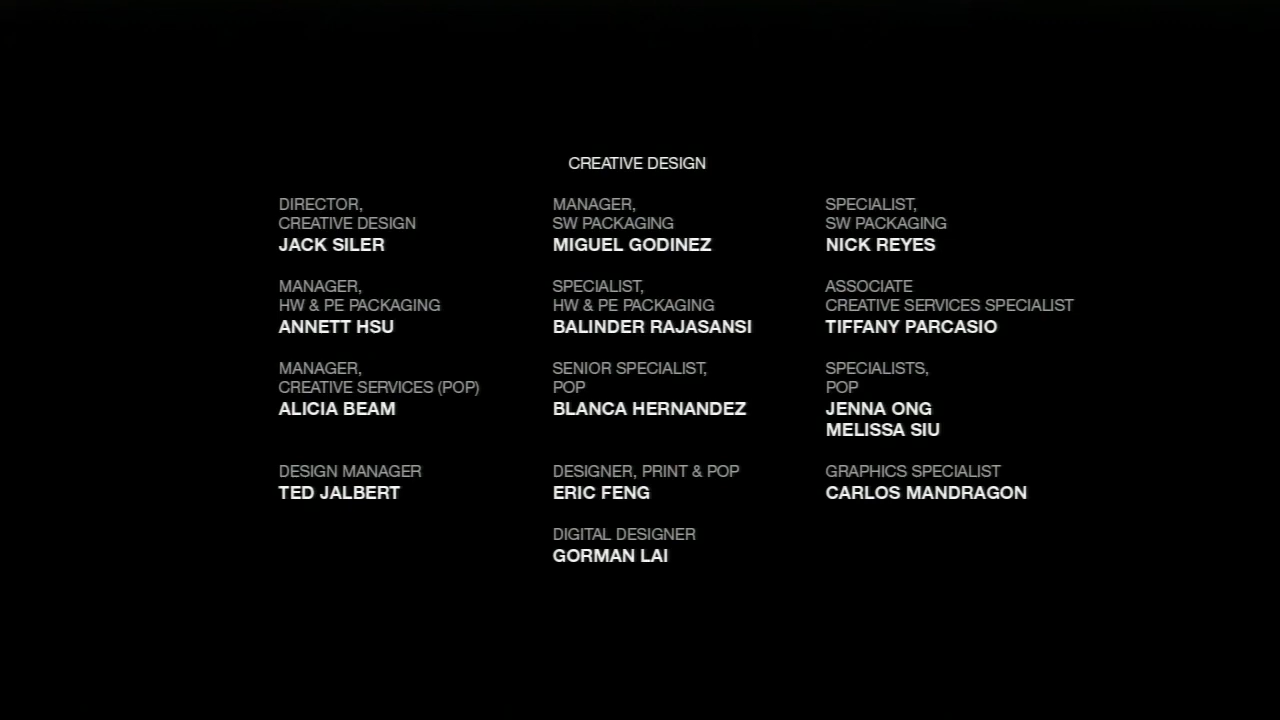 CREATIVE DESIGN
DIRECTOR,
CREATIVE DESIGN
JACK SILER
MANAGER,
SW PACKAGING
MIGUEL GODINEZ
SPECIALIST,
SW PACKAGING
NICK REYES
MANAGER,
HW & PE PACKAGING
ANNETT HSU
SPECIALIST,
HW & PE PACKAGING
BALINDER RAJASANSI
ASSOCIATE
CREATIVE SERVICES SPECIALIST
TIFFANY PARCASIO
MANAGER,
CREATIVE SERVICES (POP)
ALICIA BEAM
SENIOR SPECIALIST,
POP
BLANCA HERNANDEZ
SPECIALISTS,
POP
JENNA ONG
MELISSA SIU
DESIGN MANAGER
TED JALBERT
DESIGNER, PRINT & POP
ERIC FENG
GRAPHICS SPECIALIST
CARLOS MANDRAGON
DIGITAL DESIGNER
GORMAN LAI